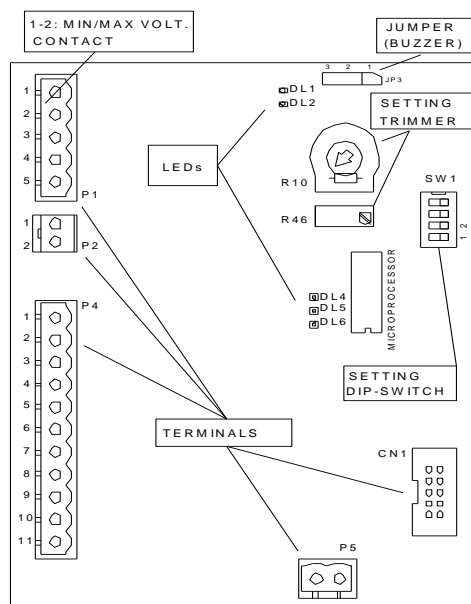 1-2: MIN/MAX VOLT.
CONTACT
JUMPER
(BUZZER)
3 2 1
JP3
DL1
DL2
SETTING
TRIMMER
1
2
3
4
5
P1
LEDs
R10
SW1
R46
1 2
1
2
P2
MICROPROCESSOR
DL4
DL5
DL6
P4
1
2
3
4
5
6
7
8
9
10
11
SETTING
DIP-SWITCH
TERMINALS
CN1
P5